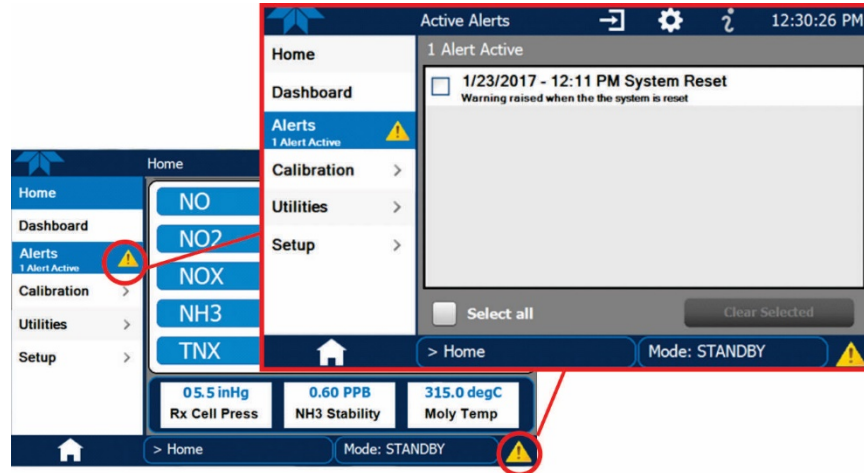 Active Alerts
12:30:26 PM
Home
Dashboard
Alerts
1 Alert Active
Calibration >
Utilities >
Setup >
1 Alert Active
1/23/2017 - 12:11 PM System Reset
Warning raised when the the system is reset
Select all
Clear Selected
> Home
Mode: STANDBY
Home
Home
Dashboard
Alerts
1 Alert Active
Calibration >
Utilities >
Setup >
NO
NO2
NOX
NH3
TNX
05.5 inHg
Rx Cell Press
0.60 PPB
NH3 Stability
315.0 degC
Moly Temp
> Home
Mode: STANDBY